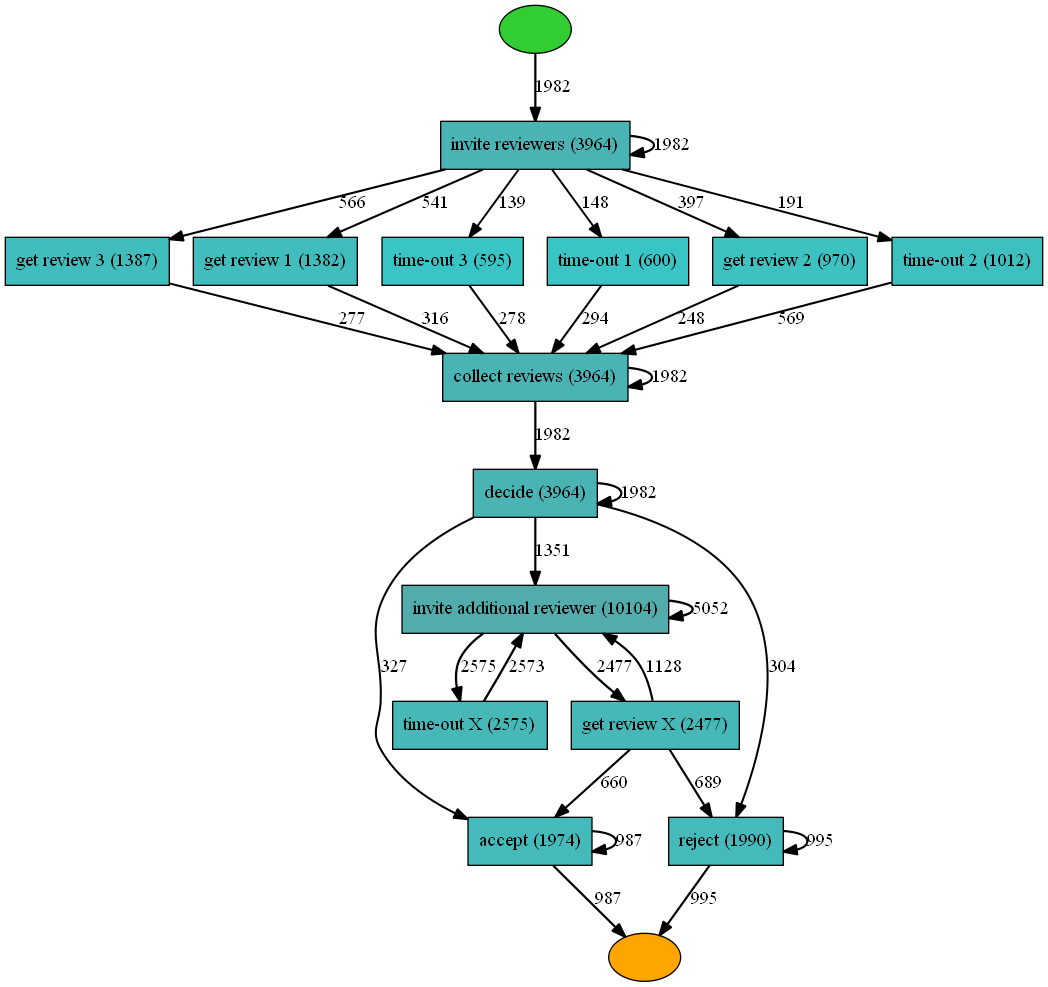 1982
invite reviewers (3964)
1982
566
541
139
148
397
191
get review 3 (1387)
get review 1 (1382)
time-out 3 (595)
time-out 1 (600)
get review 2 (970)
time-out 2 (1012)
277
316
278
294
248
569
collect reviews (3964)
1982
1982
decide (3964)
1982
1351
invite additional reviewer (10104)
5052
327
2575
2573
2477
1128
304
time-out X (2575)
get review X (2477)
660
689
accept (1974)
987
reject (1990)
995
987
995